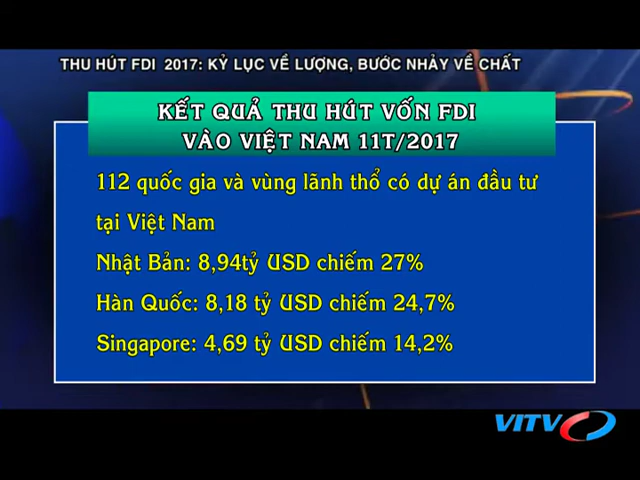 THU HÚT FDI 2017: KỶ LỤC VỀ LƯỢNG, BƯỚC NHẢY VỀ CHẤT
KẾT QUẢ THU HÚT VỐN FDI
VÀO VIỆT NAM 11T/2017
112 quốc gia và vùng lãnh thổ có dự án đầu tư
tại Việt Nam
Nhật Bản: 8,94tỷ USD chiếm 27%
Hàn Quốc: 8,18 tỷ USD chiếm 24,7%
Singapore: 4,69 tỷ USD chiếm 14,2%
VITV